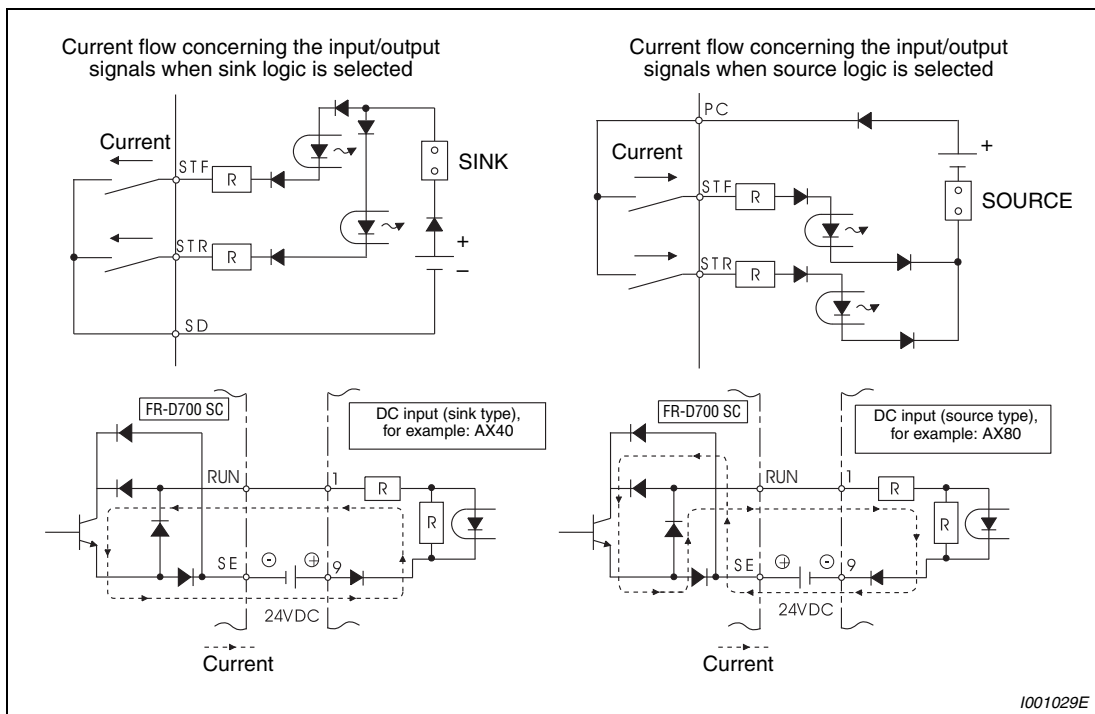 Current flow concerning the input/output
signals when sink logic is selected
Current
STF
R
STR
R
SD
SINK
+
−
Current flow concerning the input/output
signals when source logic is selected
PC
Current
STF
R
STR
R
+
SOURCE
FR-D700 SC
DC input (sink type),
for example: AX40
RUN
1
R
R
SE
9
24VDC
Current
FR-D700 SC
DC input (source type),
for example: AX80
RUN
1
R
R
SE
9
24VDC
Current
I001029E